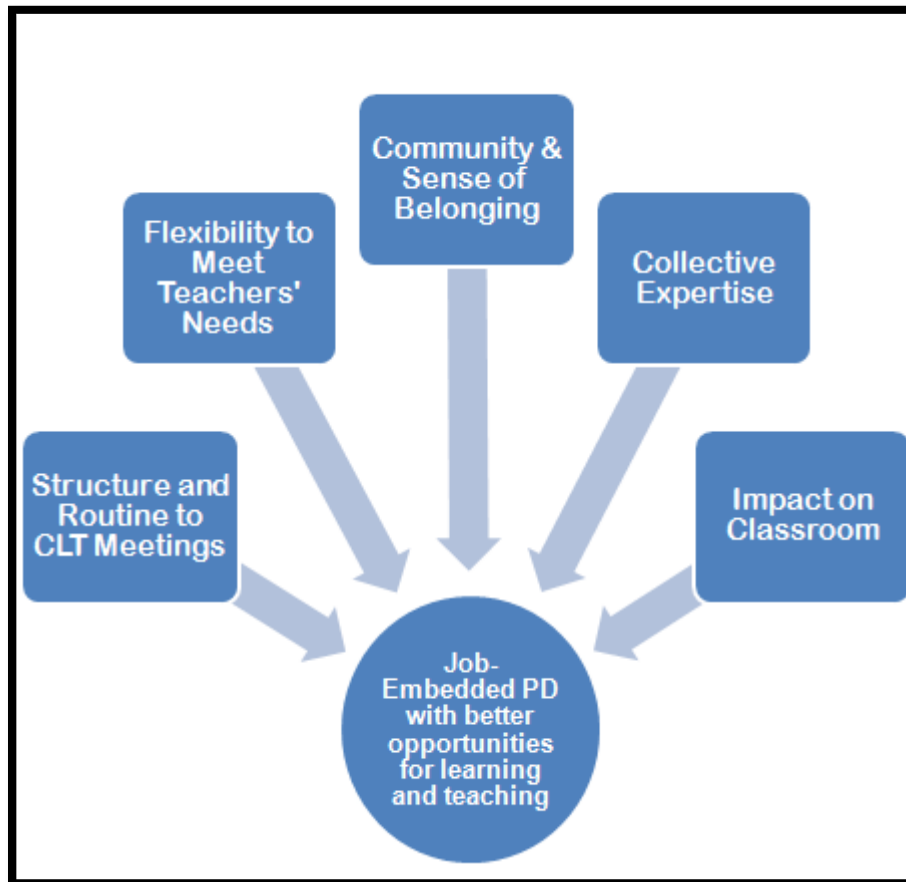 Community &
Sense of
Belonging
Flexibility to
Meet
Teachers'
Needs
Collective
Expertise
Structure and
Routine to
CLT Meetings
Impact on
Classroom
Job-
Embedded PD
with better
opportunities
for learning
and teaching